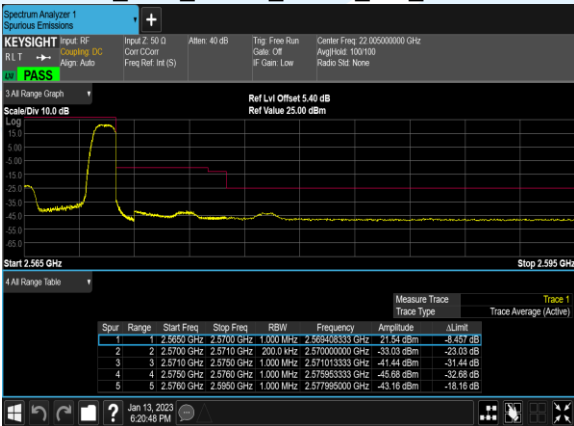 Spectrum Analyzer 1
Spurious Emissions
+
KEYSIGHT Input: RF Input Z: 50 Ω Atten: 40 dB Trig: Free Run Center Freq: 22.005000000 GHz
RLT Coupling: DC Corr CCorr Gate: Off Avg|Hold: 100/100
Align: Auto Freq Ref: Int (S) IF Gain: Low Radio Std: None
PASS
3 All Range Graph
Ref Lvl Offset 5.40 dB
Scale/Div 10.0 dB Ref Value 25.00 dBm
Log
15.0
5.00
-5.00
-15.0
-25.0
-35.0
-45.0
-55.0
-65.0
Start 2.565 GHz Stop 2.595 GHz
4 All Range Table
Measure Trace Trace 1
Trace Type Trace Average (Active)
Spur Range Start Freq Stop Freq RBW Frequency Amplitude ΔLimit
1 1 2.5650 GHz 2.5700 GHz 1.000 MHz 2.569408333 GHz 21.54 dBm -8.457 dB
2 2 2.5700 GHz 2.5710 GHz 200.0 kHz 2.570000000 GHz -33.03 dBm -23.03 dB
3 3 2.5710 GHz 2.5750 GHz 1.000 MHz 2.571013333 GHz -41.44 dBm -31.44 dB
4 4 2.5750 GHz 2.5760 GHz 1.000 MHz 2.575953333 GHz -45.68 dBm -32.68 dB
5 5 2.5760 GHz 2.5950 GHz 1.000 MHz 2.577995000 GHz -43.16 dBm -18.16 dB
? Jan 13, 2023
6:20:48 PM